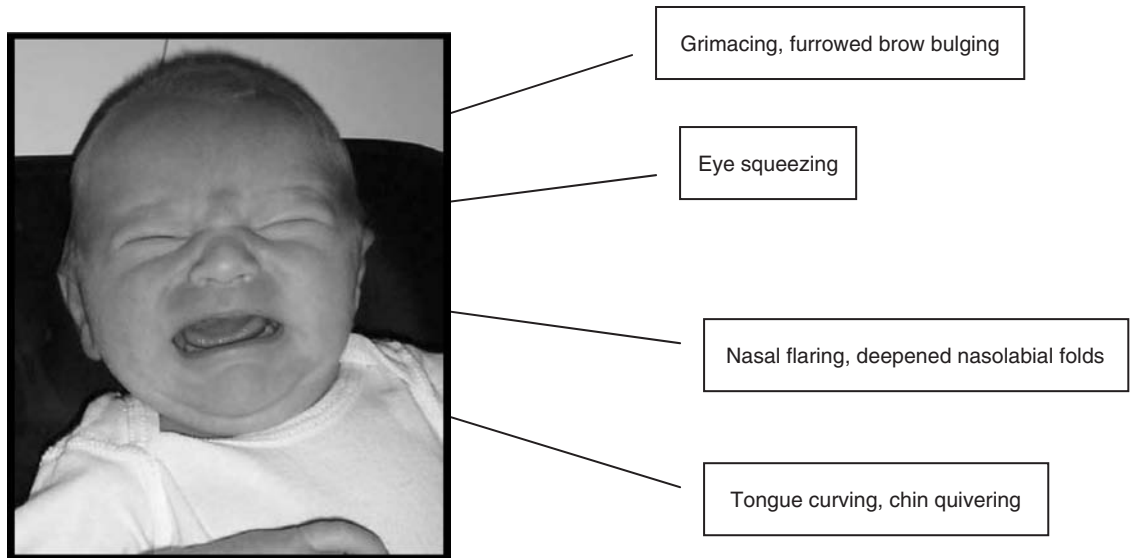 Grimacing, furrowed brow bulging
Eye squeezing
Nasal flaring, deepened nasolabial folds
Tongue curving, chin quivering